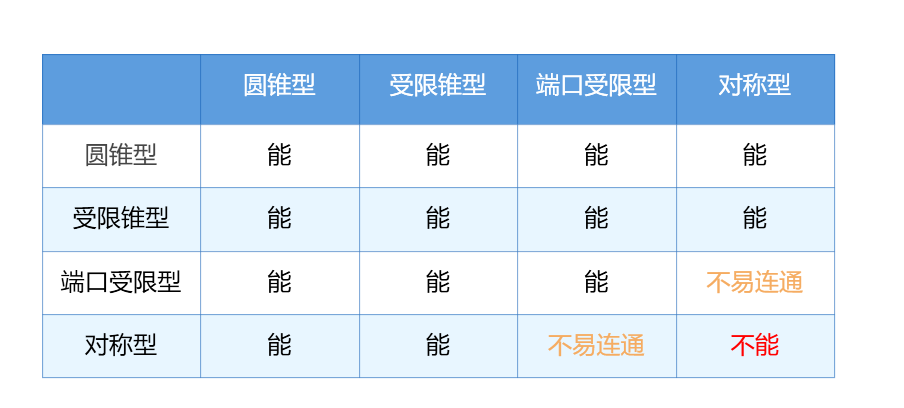 圆锥型 受限锥型 端口受限型 对称型
圆锥型 能 能 能 能
受限锥型 能 能 能 能
端口受限型 能 能 能 不易连通
对称型 能 能 不易连通 不能